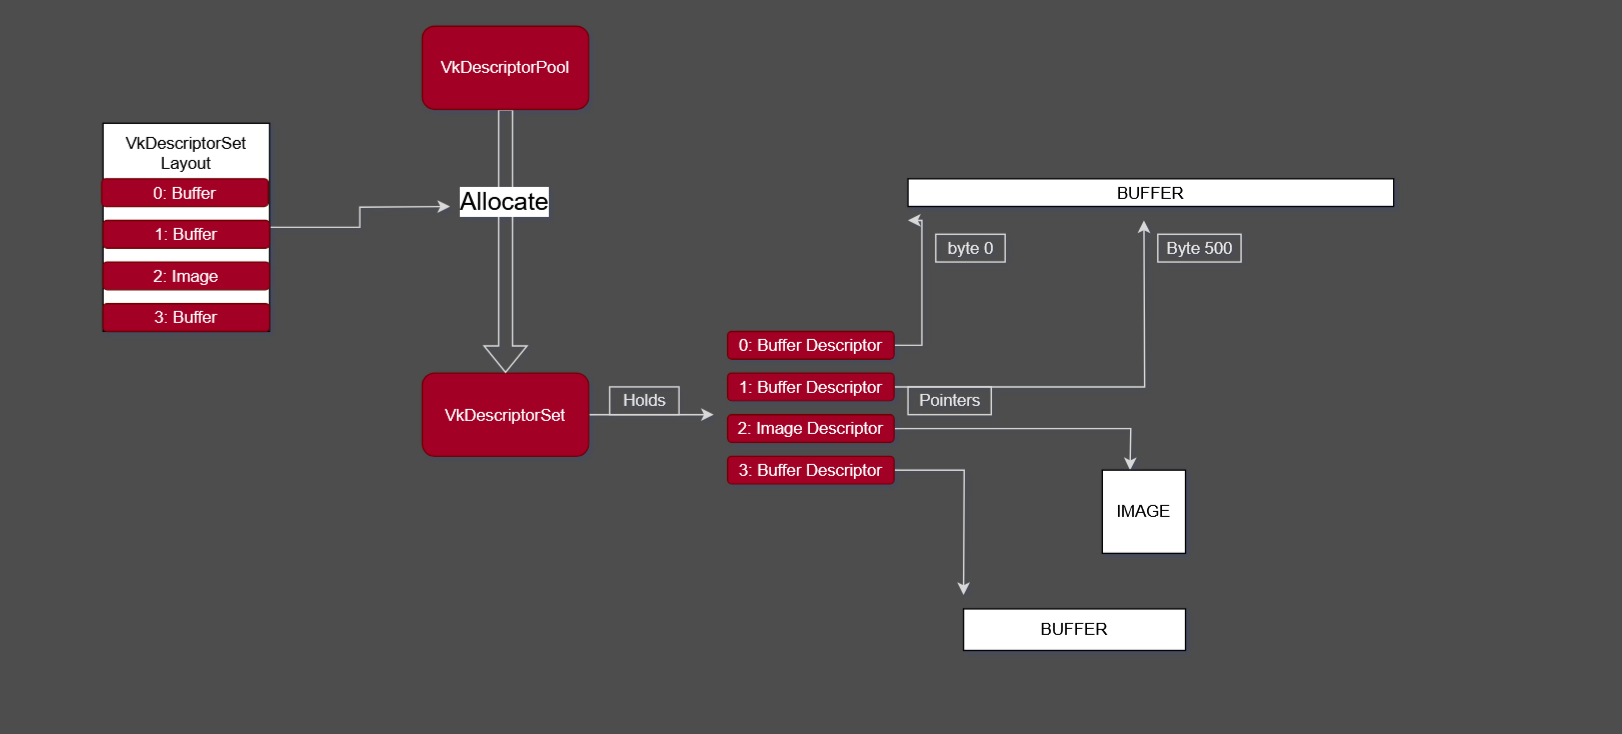 VkDescriptorPool
VkDescriptorSet
Layout
0: Buffer
1: Buffer
2: Image
3: Buffer
Allocate
BUFFER
byte 0
Byte 500
VkDescriptorSet
Holds
0: Buffer Descriptor
1: Buffer Descriptor
2: Image Descriptor
3: Buffer Descriptor
Pointers
IMAGE
BUFFER